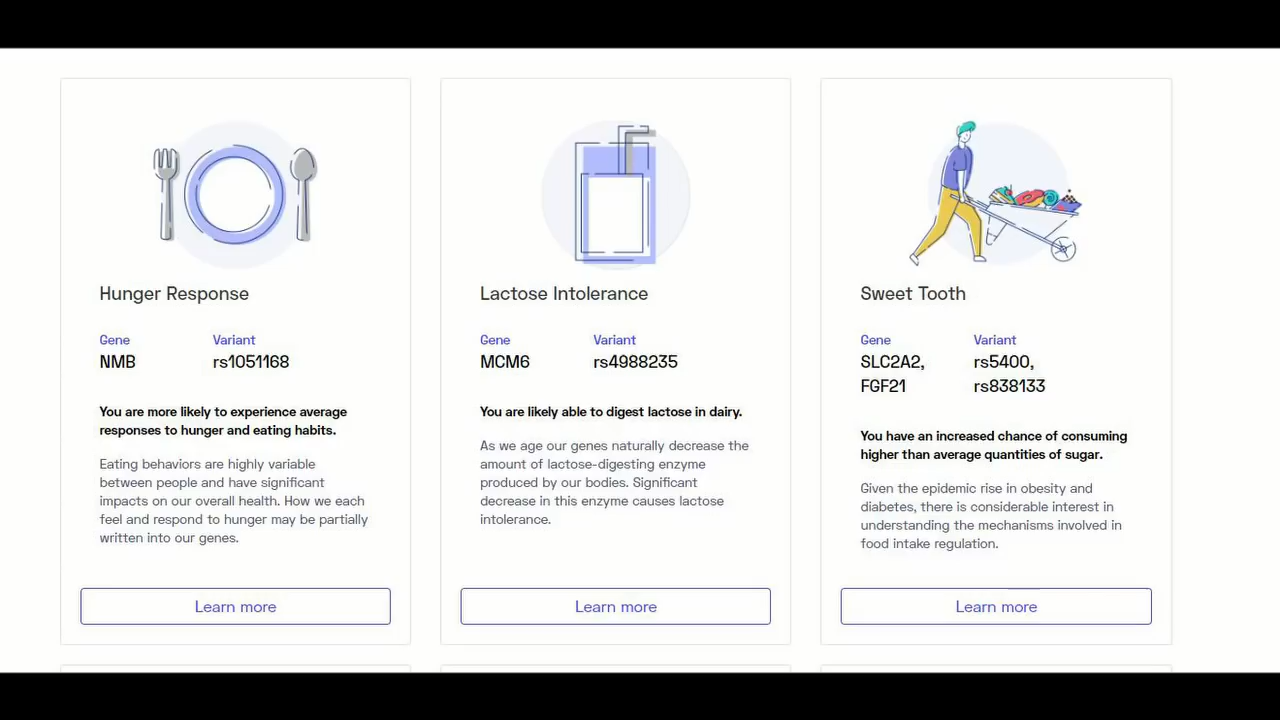 Hunger Response
Gene
Variant
NMB
rs1051168
You are more likely to experience average
responses to hunger and eating habits.
Eating behaviors are highly variable
between people and have significant
impacts on our overall health. How we each
feel and respond to hunger may be partially
written into our genes.
Learn more
Lactose Intolerance
Gene
Variant
MCM6
rs4988235
You are likely able to digest lactose in dairy.
As we age our genes naturally decrease the
amount of lactose-digesting enzyme
produced by our bodies. Significant
decrease in this enzyme causes lactose
intolerance.
Learn more
Sweet Tooth
Gene
Variant
SLC2A2,
rs5400,
FGF21
rs838133
You have an increased chance of consuming
higher than average quantities of sugar.
Given the epidemic rise in obesity and
diabetes, there is considerable interest in
understanding the mechanisms involved in
food intake regulation.
Learn more